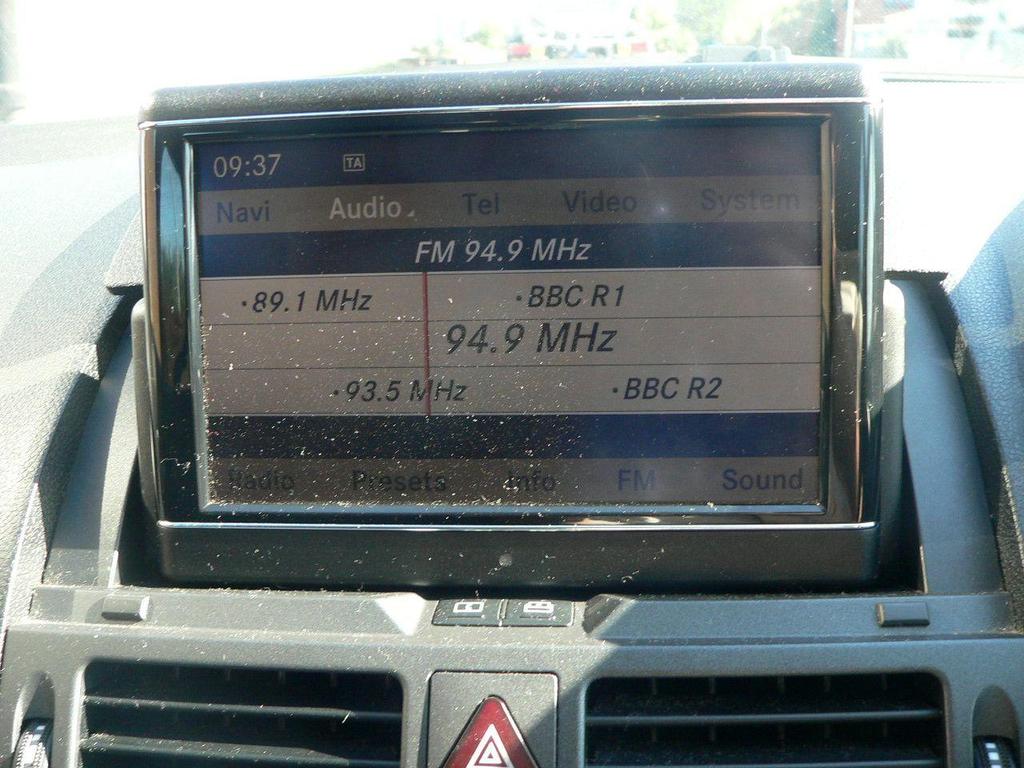 09:37 TA
Navi Audio Tel Video System
FM 94.9 MHz
·89.1 MHz ·BBC R1
94.9 MHz
·93.5 MHz ·BBC R2
Radio Presets Info FM Sound